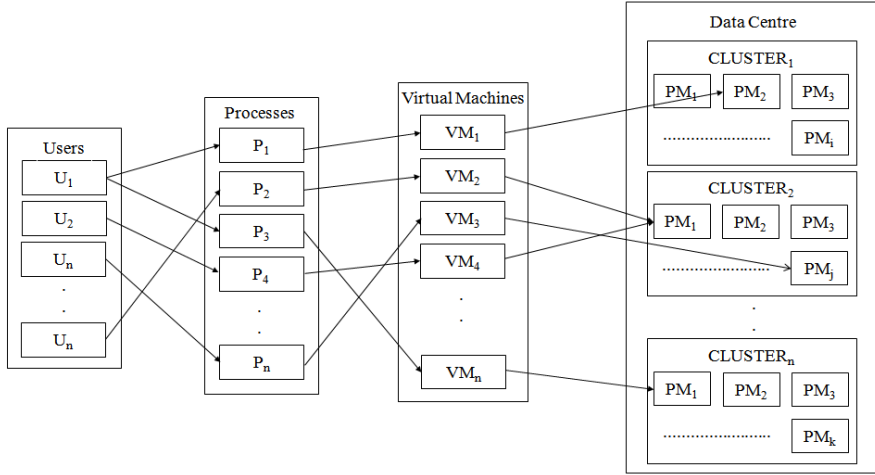 Users
U1
U2
Un
.
.
Un
Processes
P1
P2
P3
P4
.
.
Pn
Virtual Machines
VM1
VM2
VM3
VM4
.
.
VMn
Data Centre
CLUSTER1
PM1 PM2 PM3
........................ PMi
CLUSTER2
PM1 PM2 PM3
........................ PMj
.
.
CLUSTERn
PM1 PM2 PM3
........................ PMk